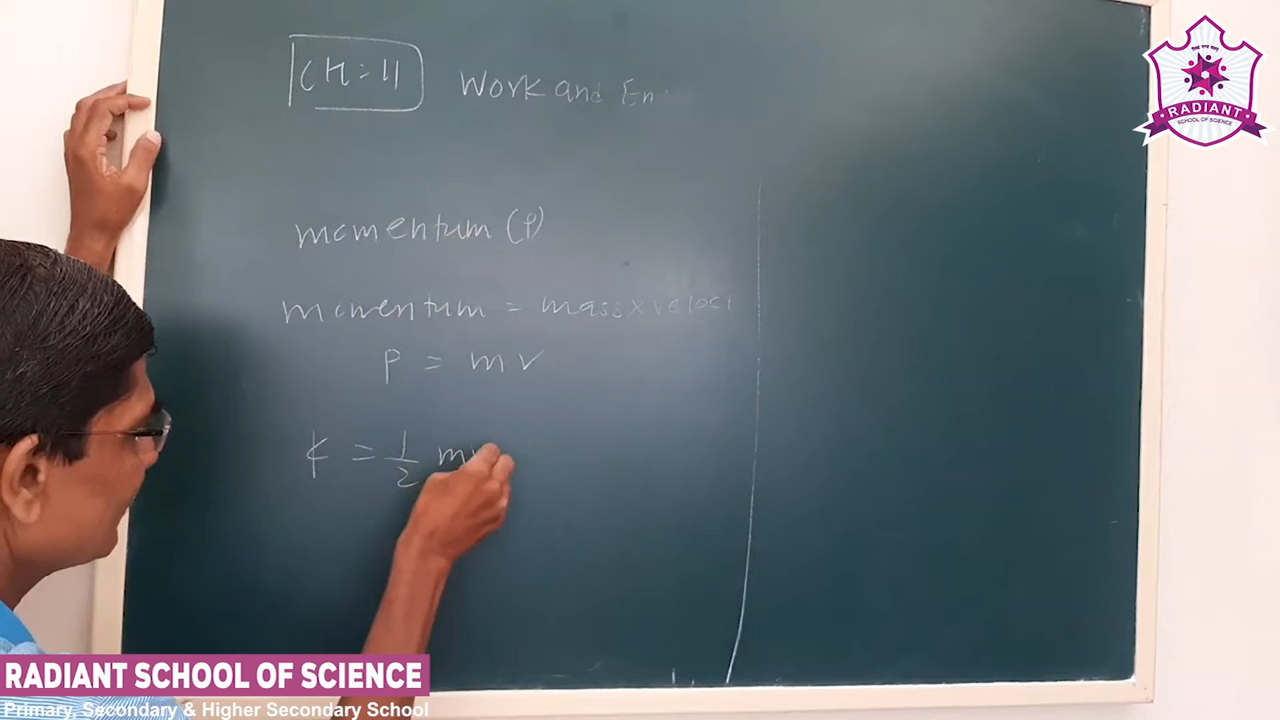 CH = 11 Work and En
momentum (P)
momentum = mass x veloci
P = mv
K = 1/2 mv
RADIANT
SCHOOL OF SCIENCE
RADIANT SCHOOL OF SCIENCE
Primary, Secondary & Higher Secondary School